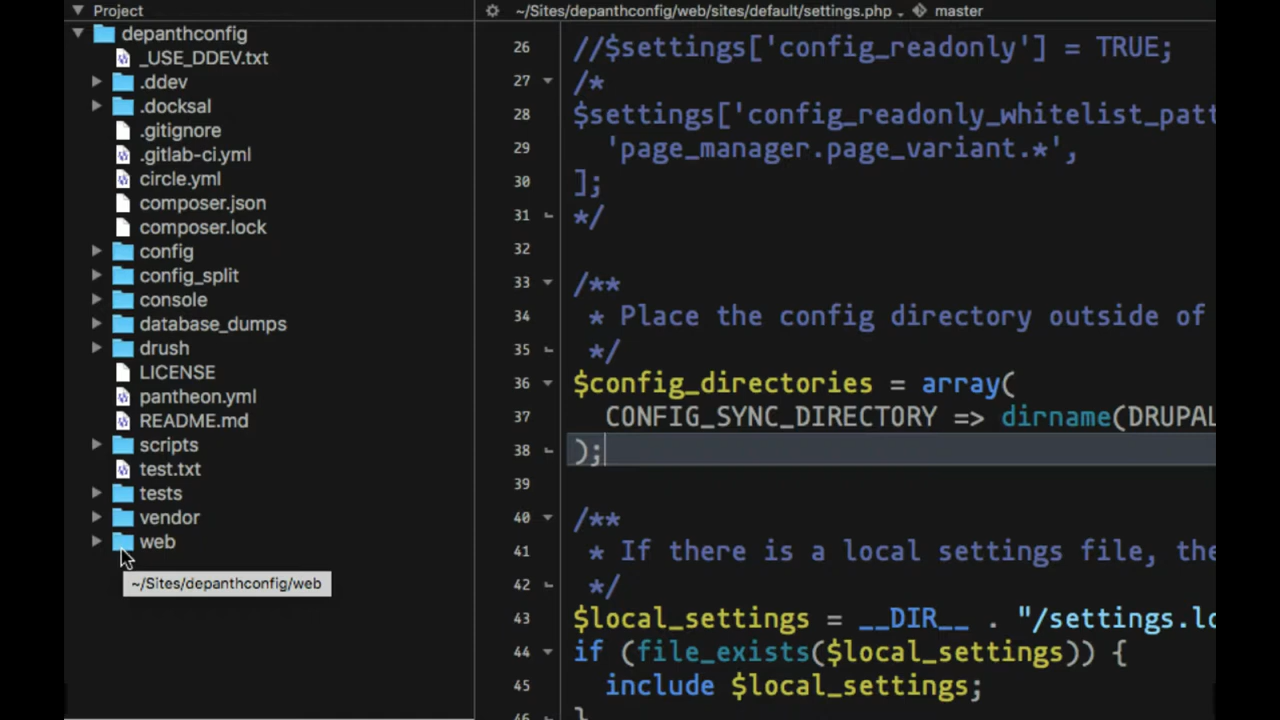 Project
depanthconfig
_USE_DDEV.txt
.ddev
.docksal
.gitignore
.gitlab-ci.yml
circle.yml
composer.json
composer.lock
config
config_split
console
database_dumps
drush
LICENSE
pantheon.yml
README.md
scripts
test.txt
tests
vendor
web
~/Sites/depanthconfig/web
~/Sites/depanthconfig/web/sites/default/settings.php master
26 //$settings['config_readonly'] = TRUE;
27 /*
28 $settings['config_readonly_whitelist_patt
29 'page_manager.page_variant.*',
30 ];
31 */
32
33 /**
34 * Place the config directory outside of
35 */
36 $config_directories = array(
37 CONFIG_SYNC_DIRECTORY => dirname(DRUPAL
38 );
39
40 /**
41 * If there is a local settings file, the
42 */
43 $local_settings = __DIR__ . "/settings.lo
44 if (file_exists($local_settings)) {
45 include $local_settings;
46 }